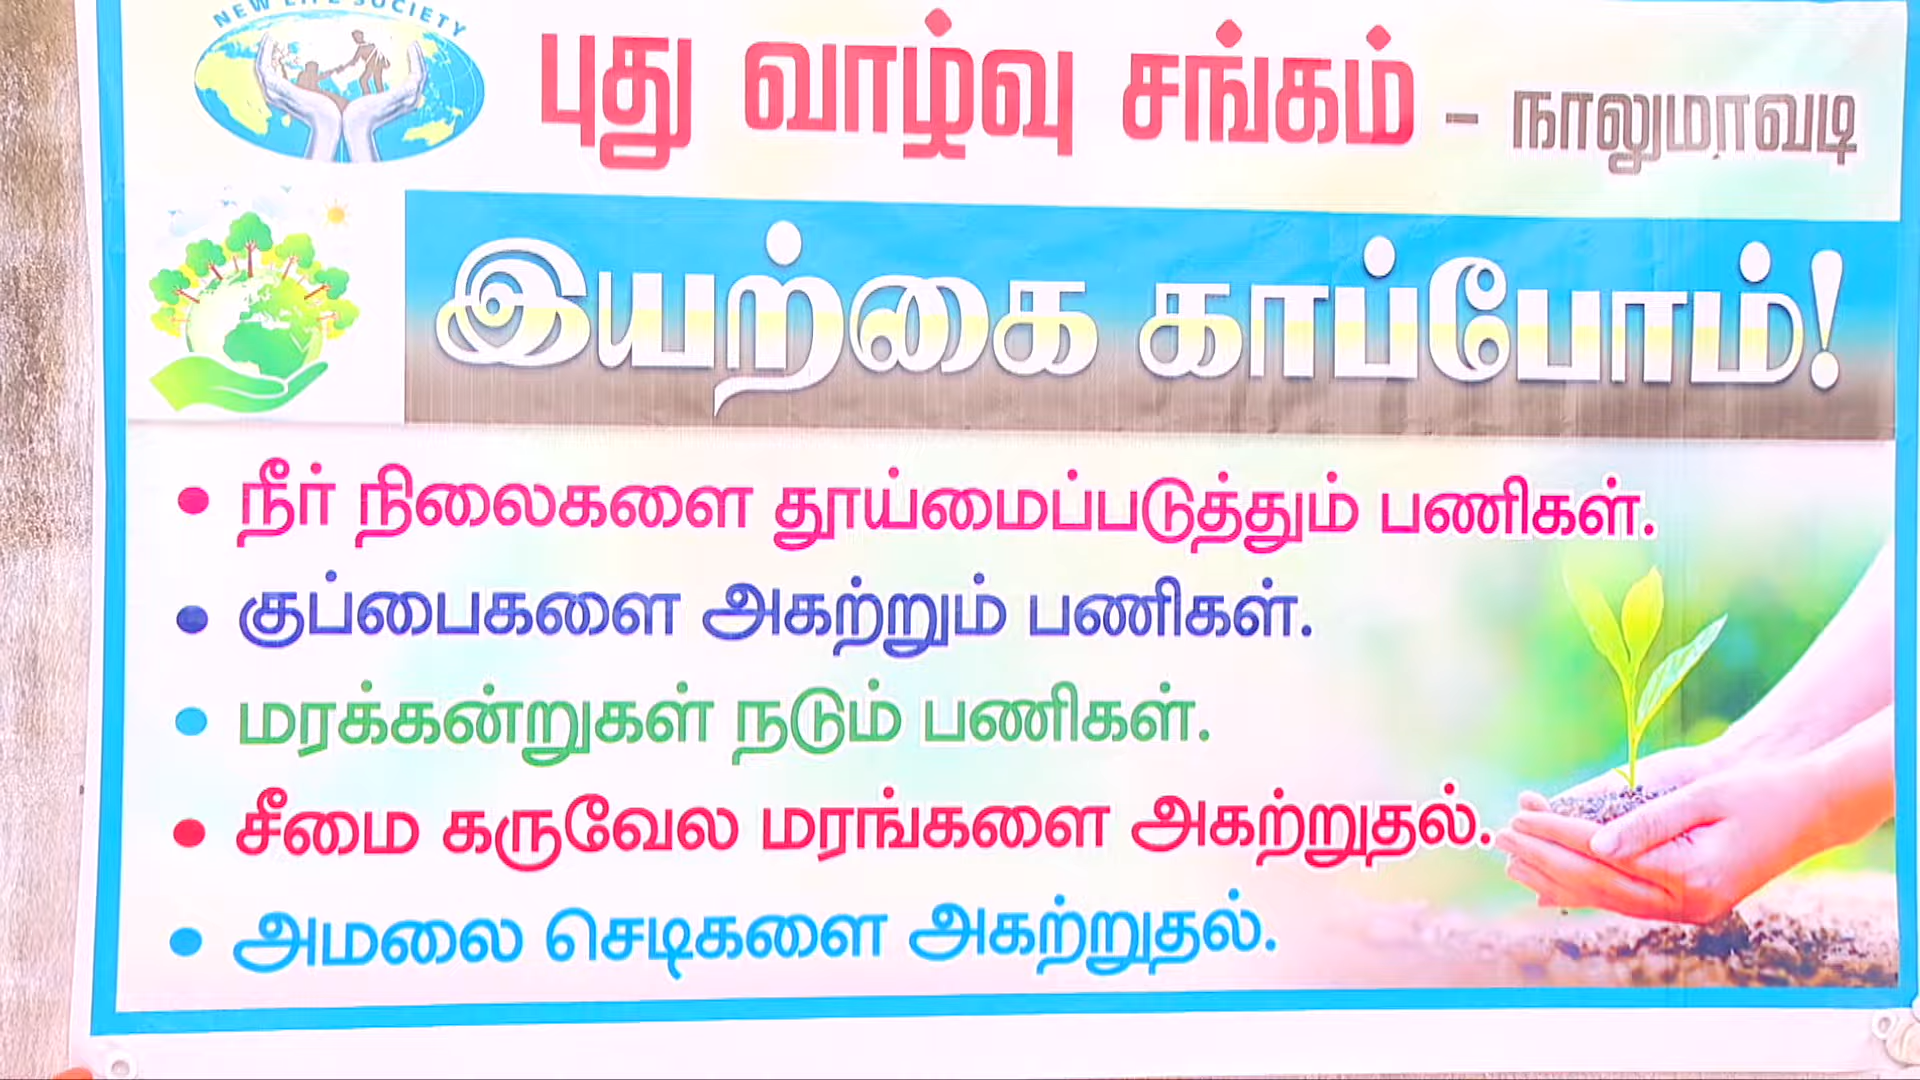 NEW LIFE SOCIETY
புது வாழ்வு சங்கம் - நாலுமாவடி
இயற்கை காப்போம்!
• நீர் நிலைகளை தூய்மைப்படுத்தும் பணிகள்.
• குப்பைகளை அகற்றும் பணிகள்.
• மரக்கன்றுகள் நடும் பணிகள்.
• சீமை கருவேல மரங்களை அகற்றுதல்.
• அமலை செடிகளை அகற்றுதல்.